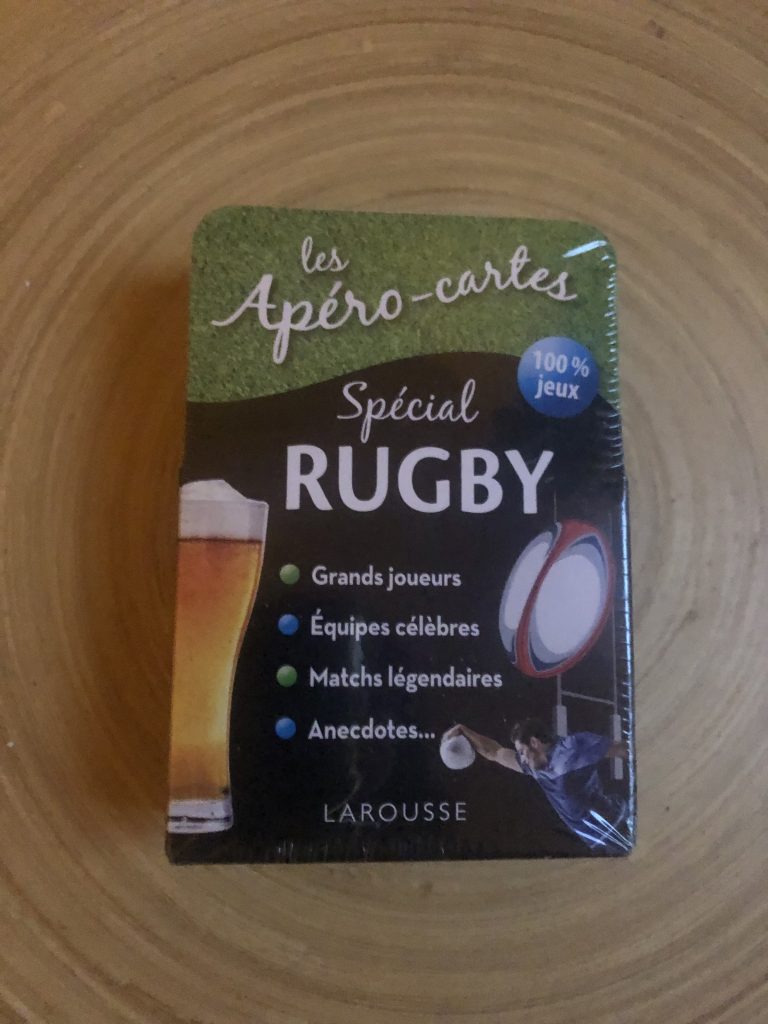 les
Apéro-cartes
100%
jeux
Spécial
RUGBY
Grands joueurs
Équipes célèbres
Matchs légendaires
Anecdotes...
LAROUSSE